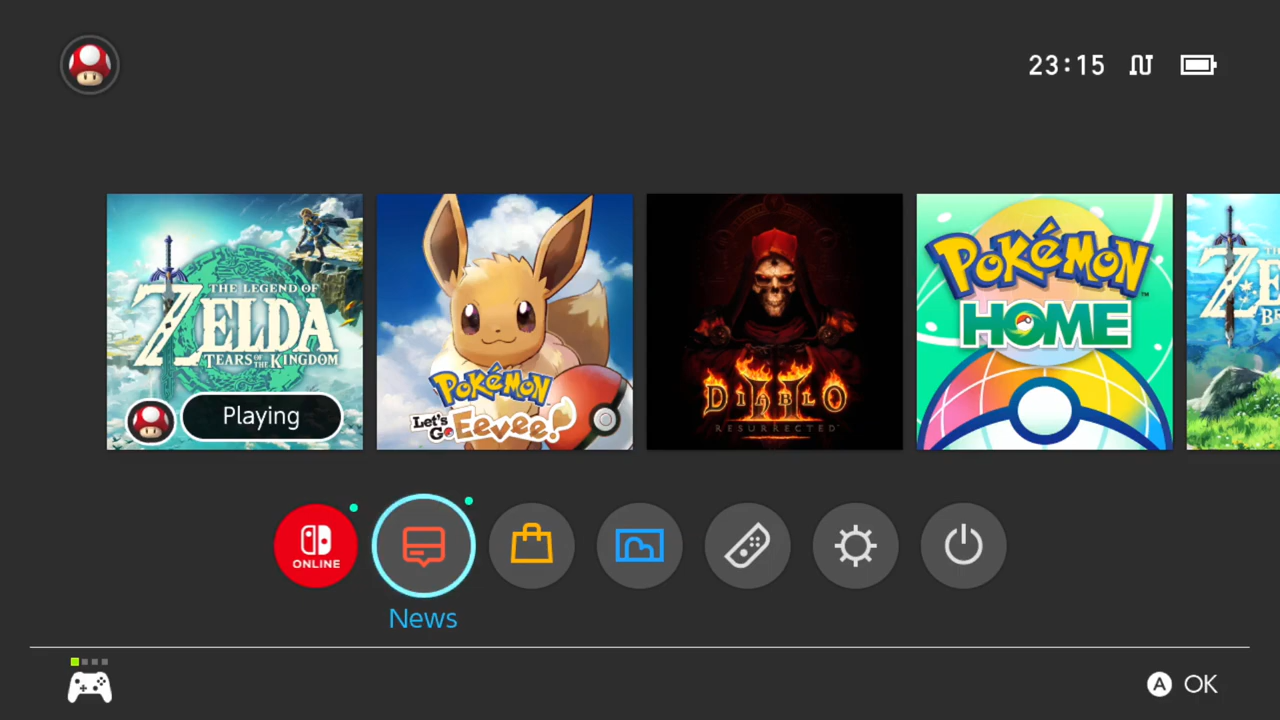 23:15
THE LEGEND OF
ZELDA
TEARS OF THE KINGDOM
Playing
POKÉMON
Let's Go Eevee!
DIABLO II
RESURRECTED
POKÉMON
HOME
ONLINE
News
A OK